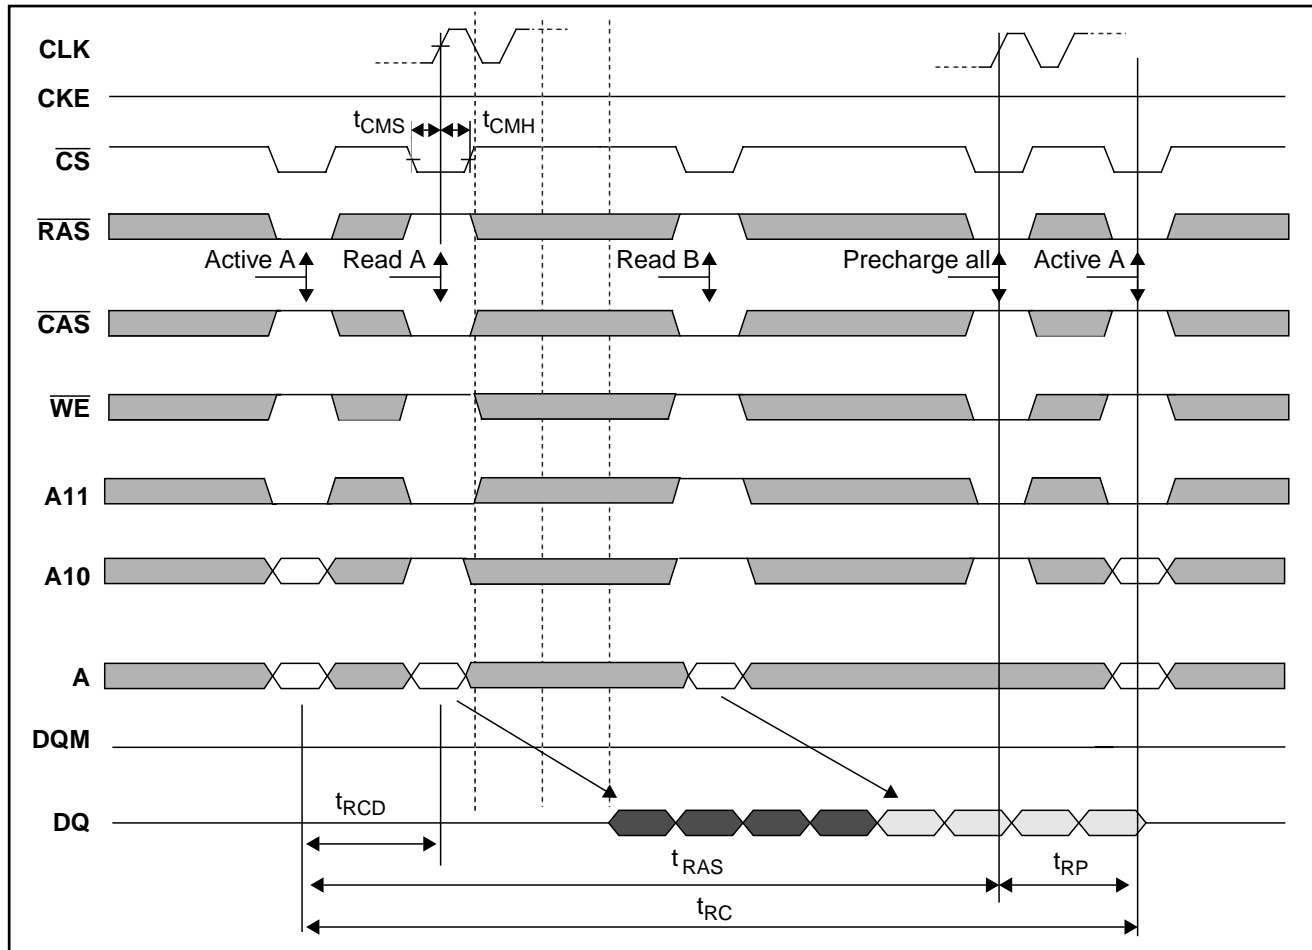 CLK
CKE
tCMS tCMH
CS
RAS
Active A Read A Read B Precharge all Active A
CAS
WE
A11
A10
A
DQM
tRCD
DQ
tRAS tRP
tRC